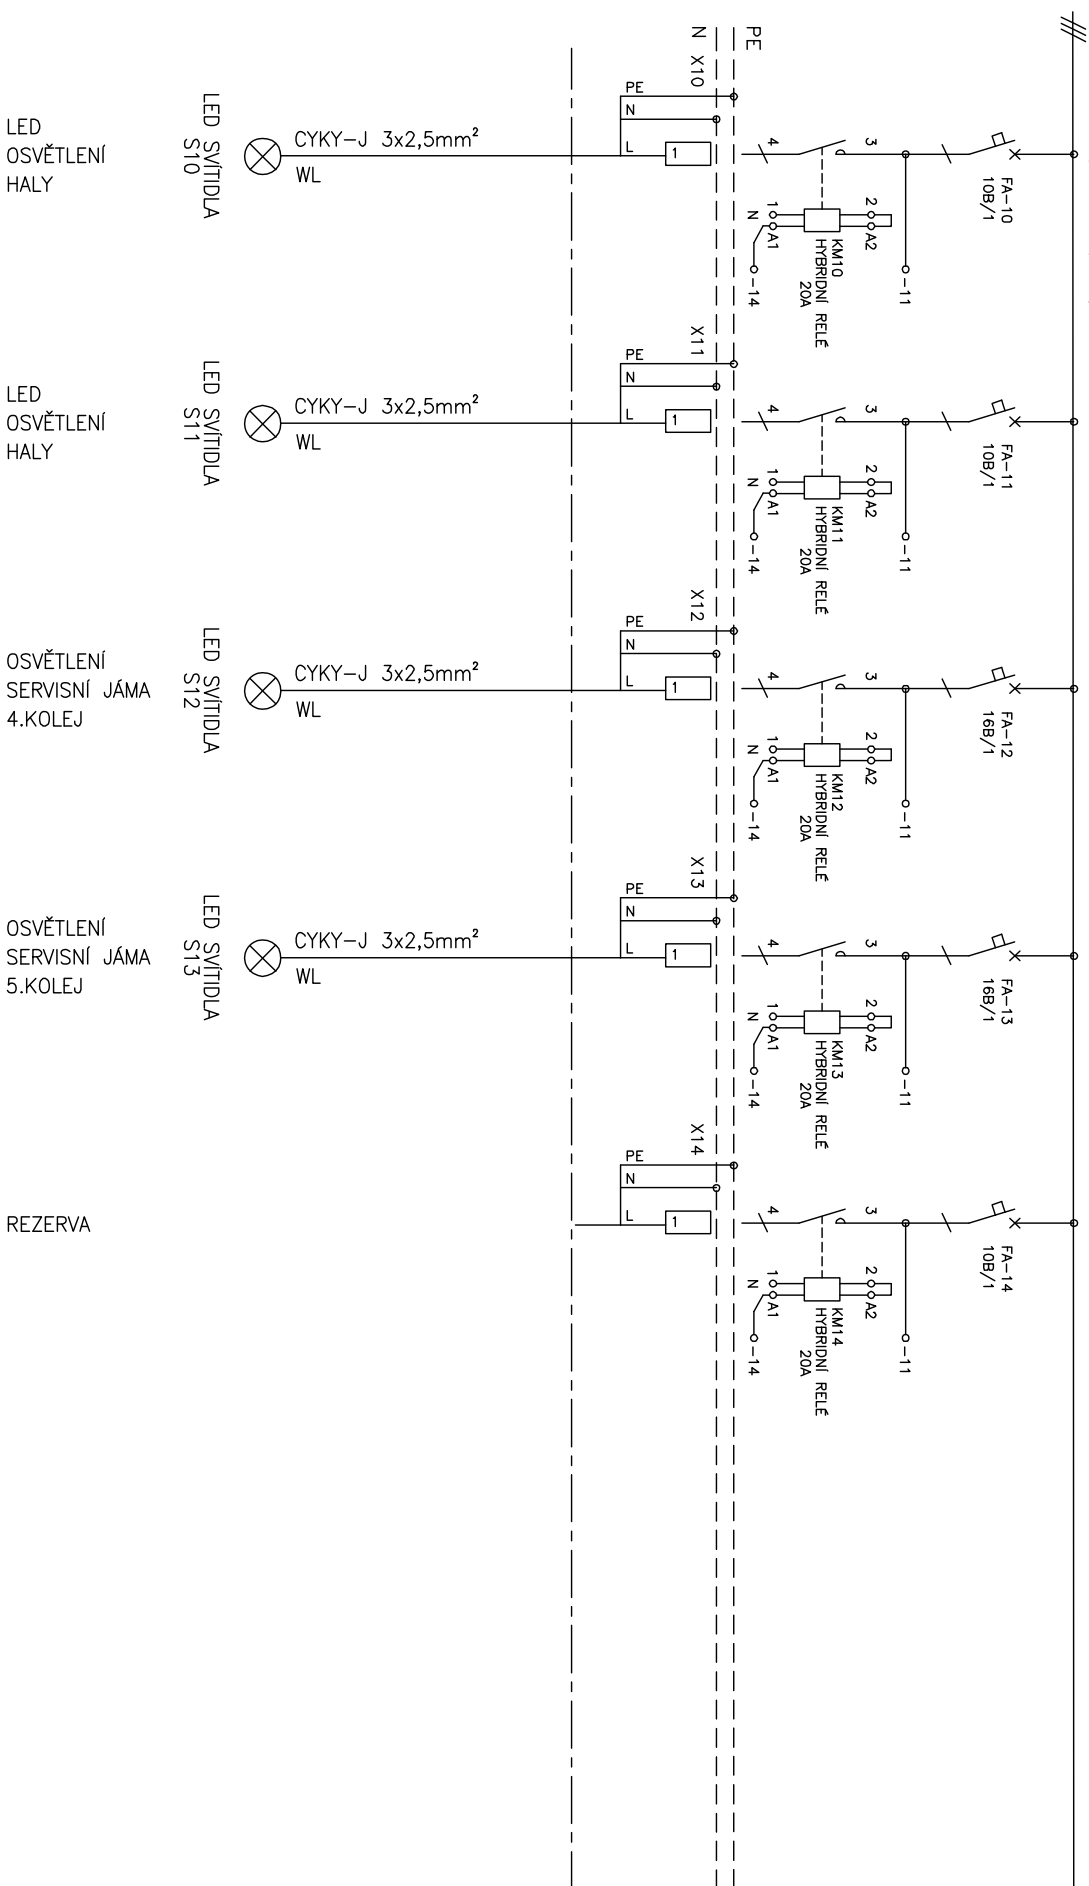 PE
N
FA-10
10B/1
3
4
-11
2
A2
1
A1
N
-14
KM10
HYBRIDNÍ RELÉ
20A
X10
PE
N
L
1
CYKY-J 3x2,5mm²
WL
LED SVÍTIDLA
S10
LED
OSVĚTLENÍ
HALY
FA-11
10B/1
3
4
-11
2
A2
1
A1
N
-14
KM11
HYBRIDNÍ RELÉ
20A
X11
PE
N
L
1
CYKY-J 3x2,5mm²
WL
LED SVÍTIDLA
S11
LED
OSVĚTLENÍ
HALY
FA-12
16B/1
3
4
-11
2
A2
1
A1
N
-14
KM12
HYBRIDNÍ RELÉ
20A
X12
PE
N
L
1
CYKY-J 3x2,5mm²
WL
LED SVÍTIDLA
S12
OSVĚTLENÍ
SERVISNÍ JÁMA
4.KOLEJ
FA-13
16B/1
3
4
-11
2
A2
1
A1
N
-14
KM13
HYBRIDNÍ RELÉ
20A
X13
PE
N
L
1
CYKY-J 3x2,5mm²
WL
LED SVÍTIDLA
S13
OSVĚTLENÍ
SERVISNÍ JÁMA
5.KOLEJ
FA-14
10B/1
3
4
-11
2
A2
1
A1
N
-14
KM14
HYBRIDNÍ RELÉ
20A
X14
PE
N
L
1
REZERVA